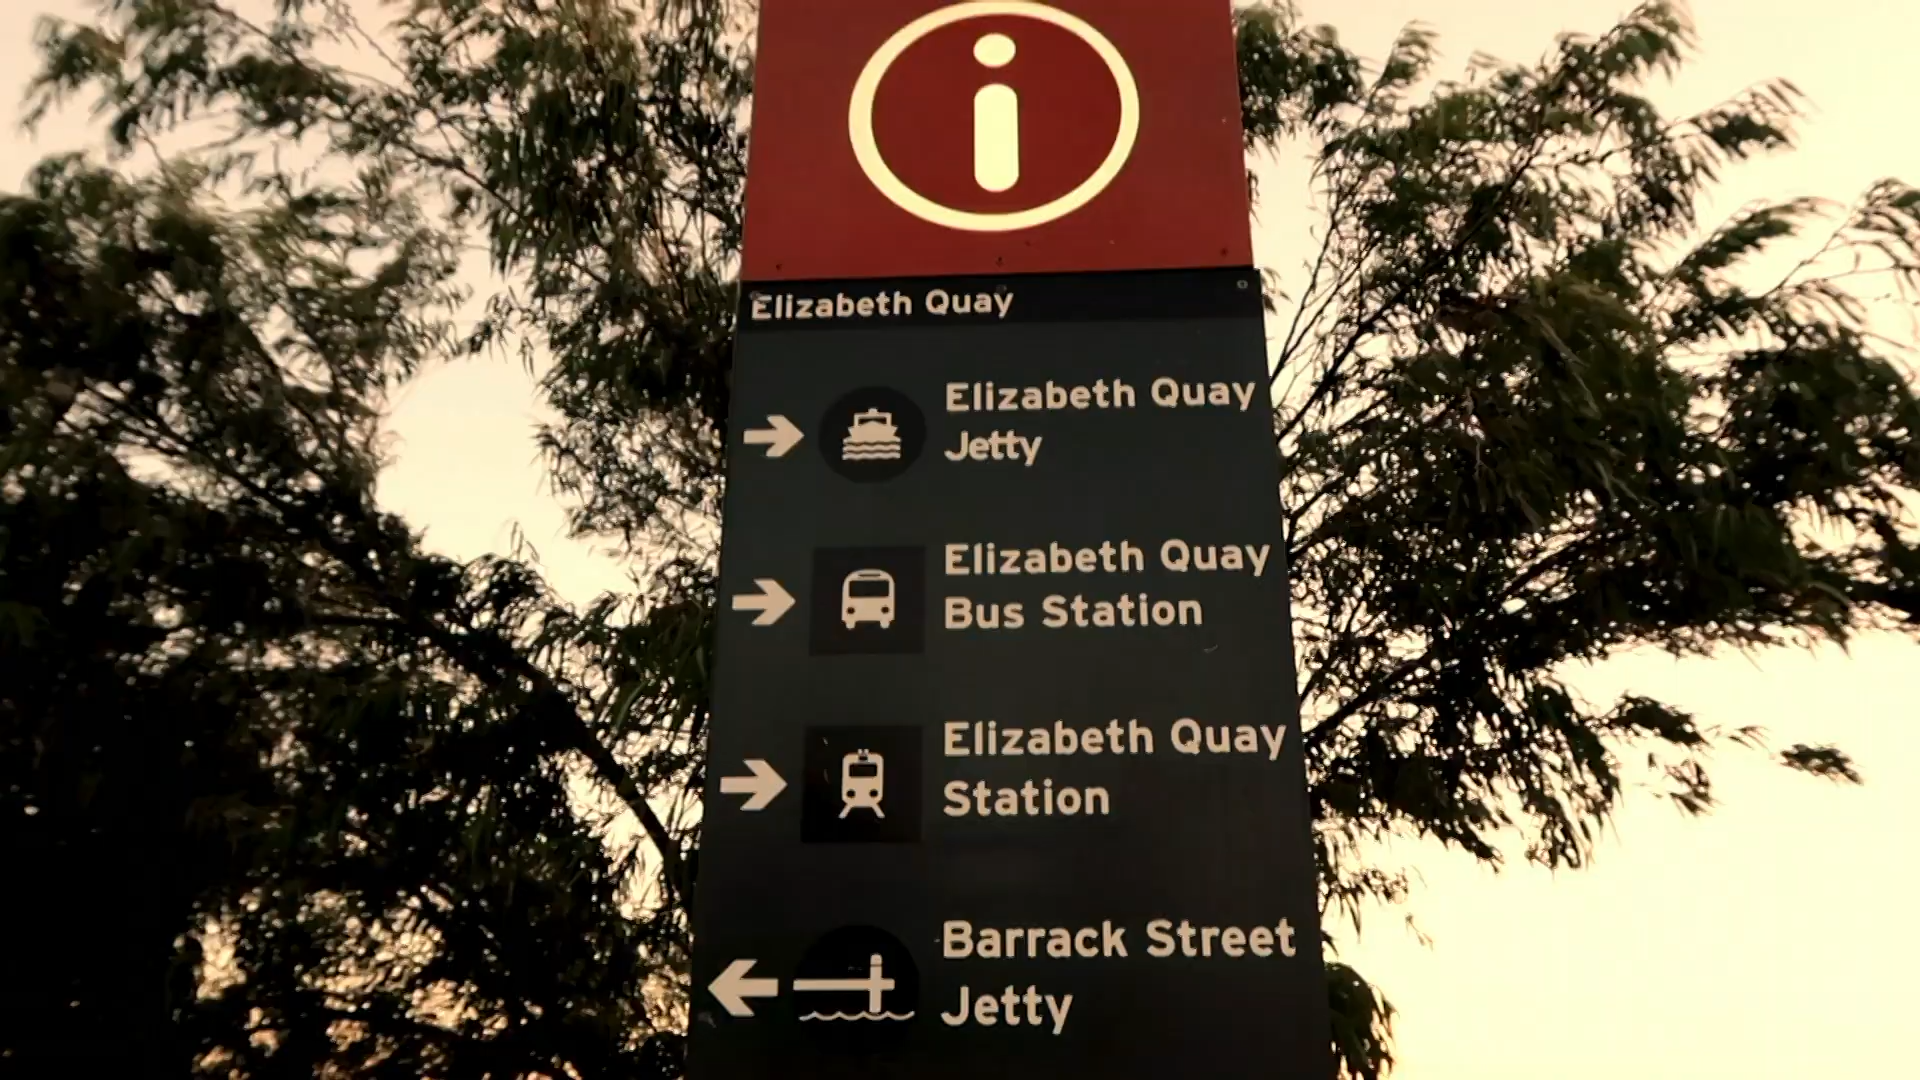 i
Elizabeth Quay
Elizabeth Quay
Jetty
Elizabeth Quay
Bus Station
Elizabeth Quay
Station
Barrack Street
Jetty